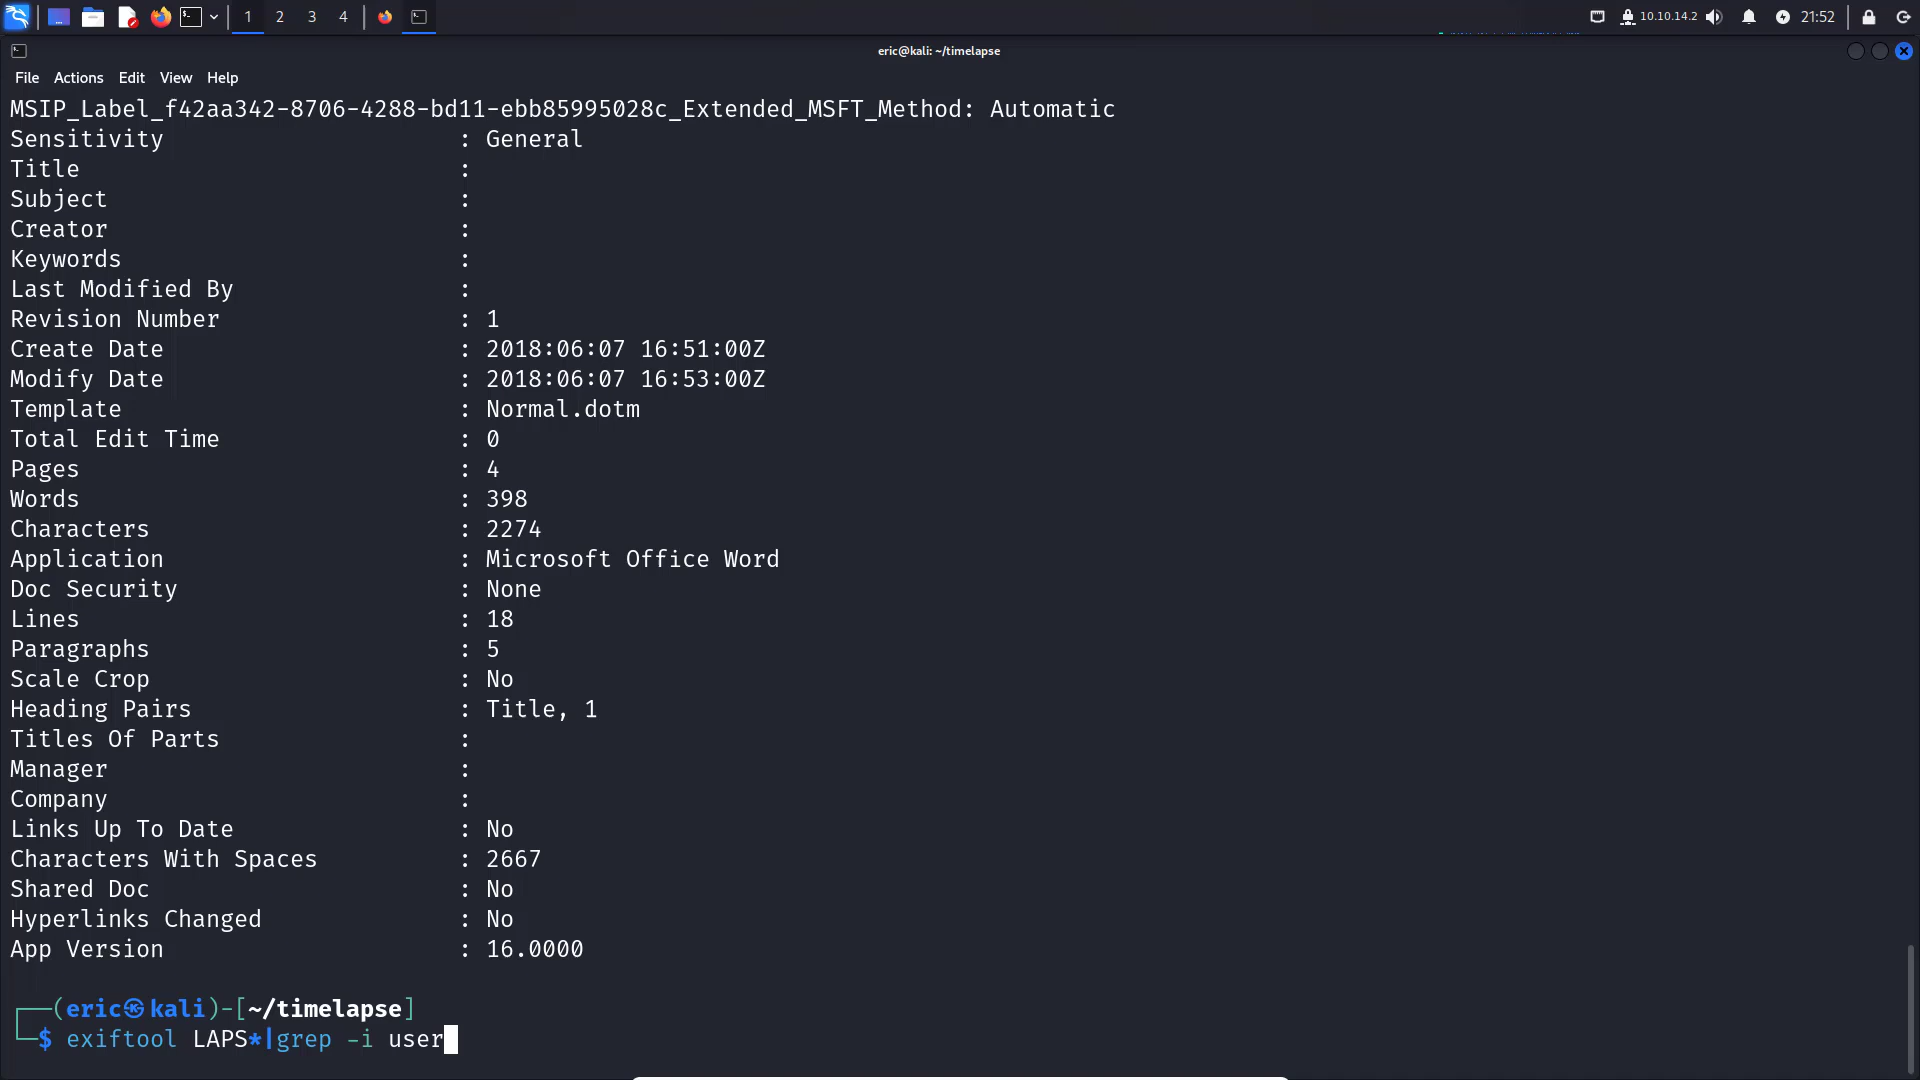 1 2 3 4 10.10.14.2 21:52
eric@kali: ~/timelapse
File Actions Edit View Help
MSIP_Label_f42aa342-8706-4288-bd11-ebb85995028c_Extended_MSFT_Method: Automatic
Sensitivity : General
Title :
Subject :
Creator :
Keywords :
Last Modified By :
Revision Number : 1
Create Date : 2018:06:07 16:51:00Z
Modify Date : 2018:06:07 16:53:00Z
Template : Normal.dotm
Total Edit Time : 0
Pages : 4
Words : 398
Characters : 2274
Application : Microsoft Office Word
Doc Security : None
Lines : 18
Paragraphs : 5
Scale Crop : No
Heading Pairs : Title, 1
Titles Of Parts :
Manager :
Company :
Links Up To Date : No
Characters With Spaces : 2667
Shared Doc : No
Hyperlinks Changed : No
App Version : 16.0000
┌──(eric㉿kali)-[~/timelapse]
└─$ exiftool LAPS*|grep -i user